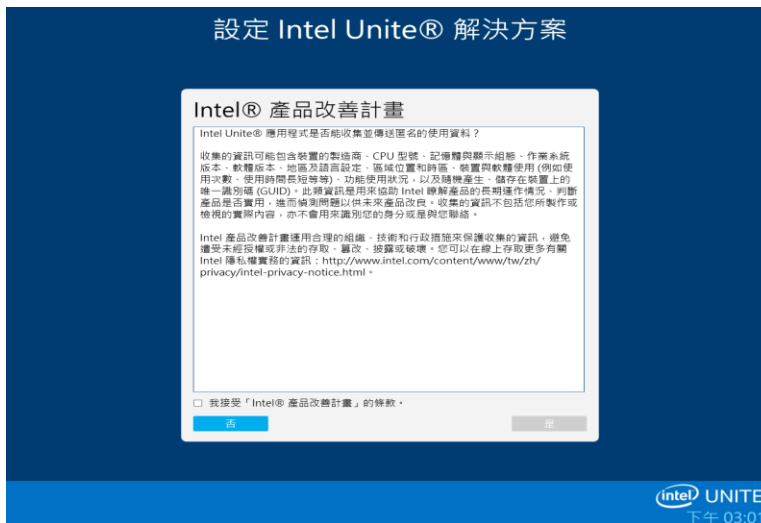 設定 Intel Unite® 解決方案
Intel® 產品改善計畫
Intel Unite® 應用程式是否能收集並傳送匿名的使用資料？
收集的資訊可能包含裝置的製造商、CPU 型號、記憶體與顯示組態、作業系統
版本、軟體版本、地區及語言設定、區域位置和時區、裝置與軟體使用 (例如使
用次數、使用時間長短等等)、功能使用狀況，以及隨機產生、儲存在裝置上的
唯一識別碼 (GUID)。此類資訊是用來協助 Intel 瞭解產品的長期運作情況、判斷
產品是否實用，進而偵測問題以供未來產品改良。收集的資訊不包括您所製作或
檢視的實際內容，亦不會用來識別您的身分或是與您聯絡。
Intel 產品改善計畫運用合理的組織、技術和行政措施來保護收集的資訊，避免
遭受未經授權或非法的存取、竄改、披露或破壞。您可以在線上存取更多有關
Intel 隱私權實務的資訊：http://www.intel.com/content/www/tw/zh/
privacy/intel-privacy-notice.html。
我接受「Intel® 產品改善計畫」的條款。
否
是
intel UNITE
下午 03:01